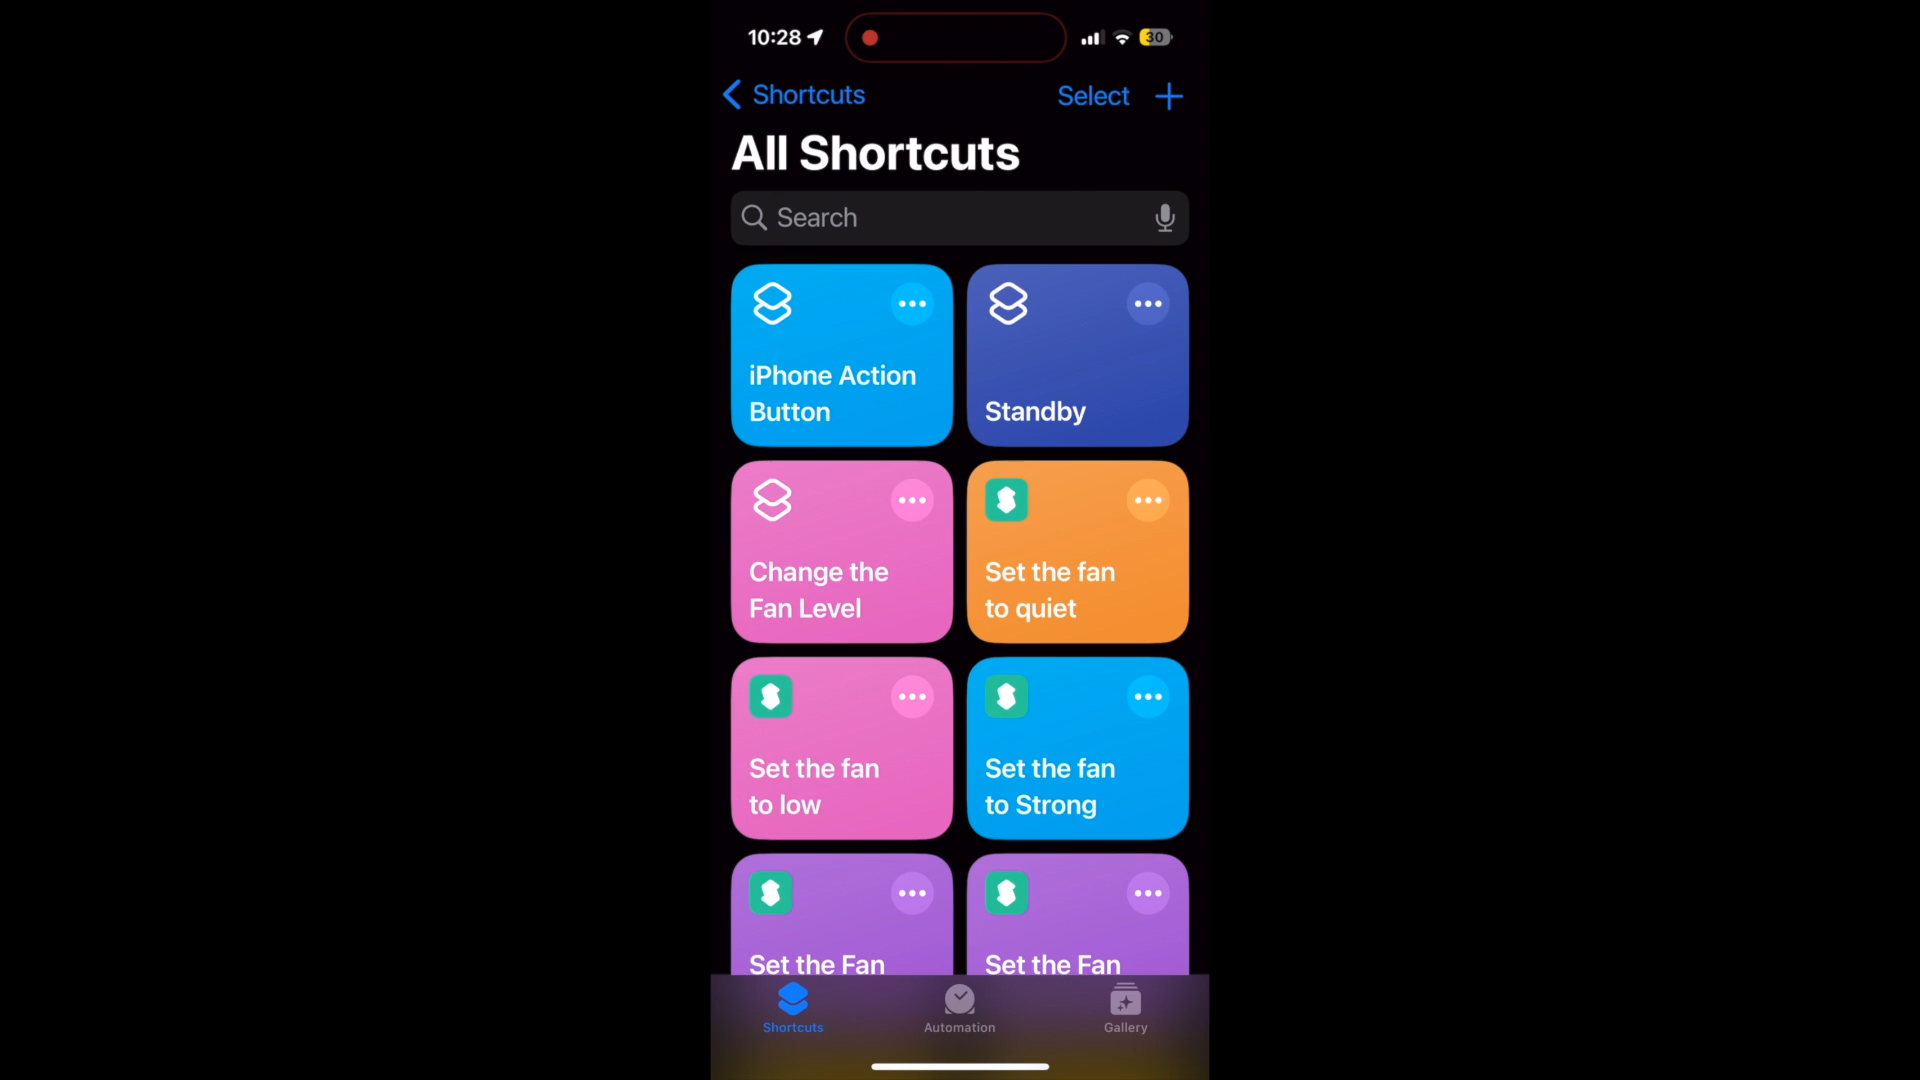 10:28
30
Shortcuts
Select
All Shortcuts
Search
iPhone Action
Button
Standby
Change the
Fan Level
Set the fan
to quiet
Set the fan
to low
Set the fan
to Strong
Set the Fan
Set the Fan
Shortcuts
Automation
Gallery